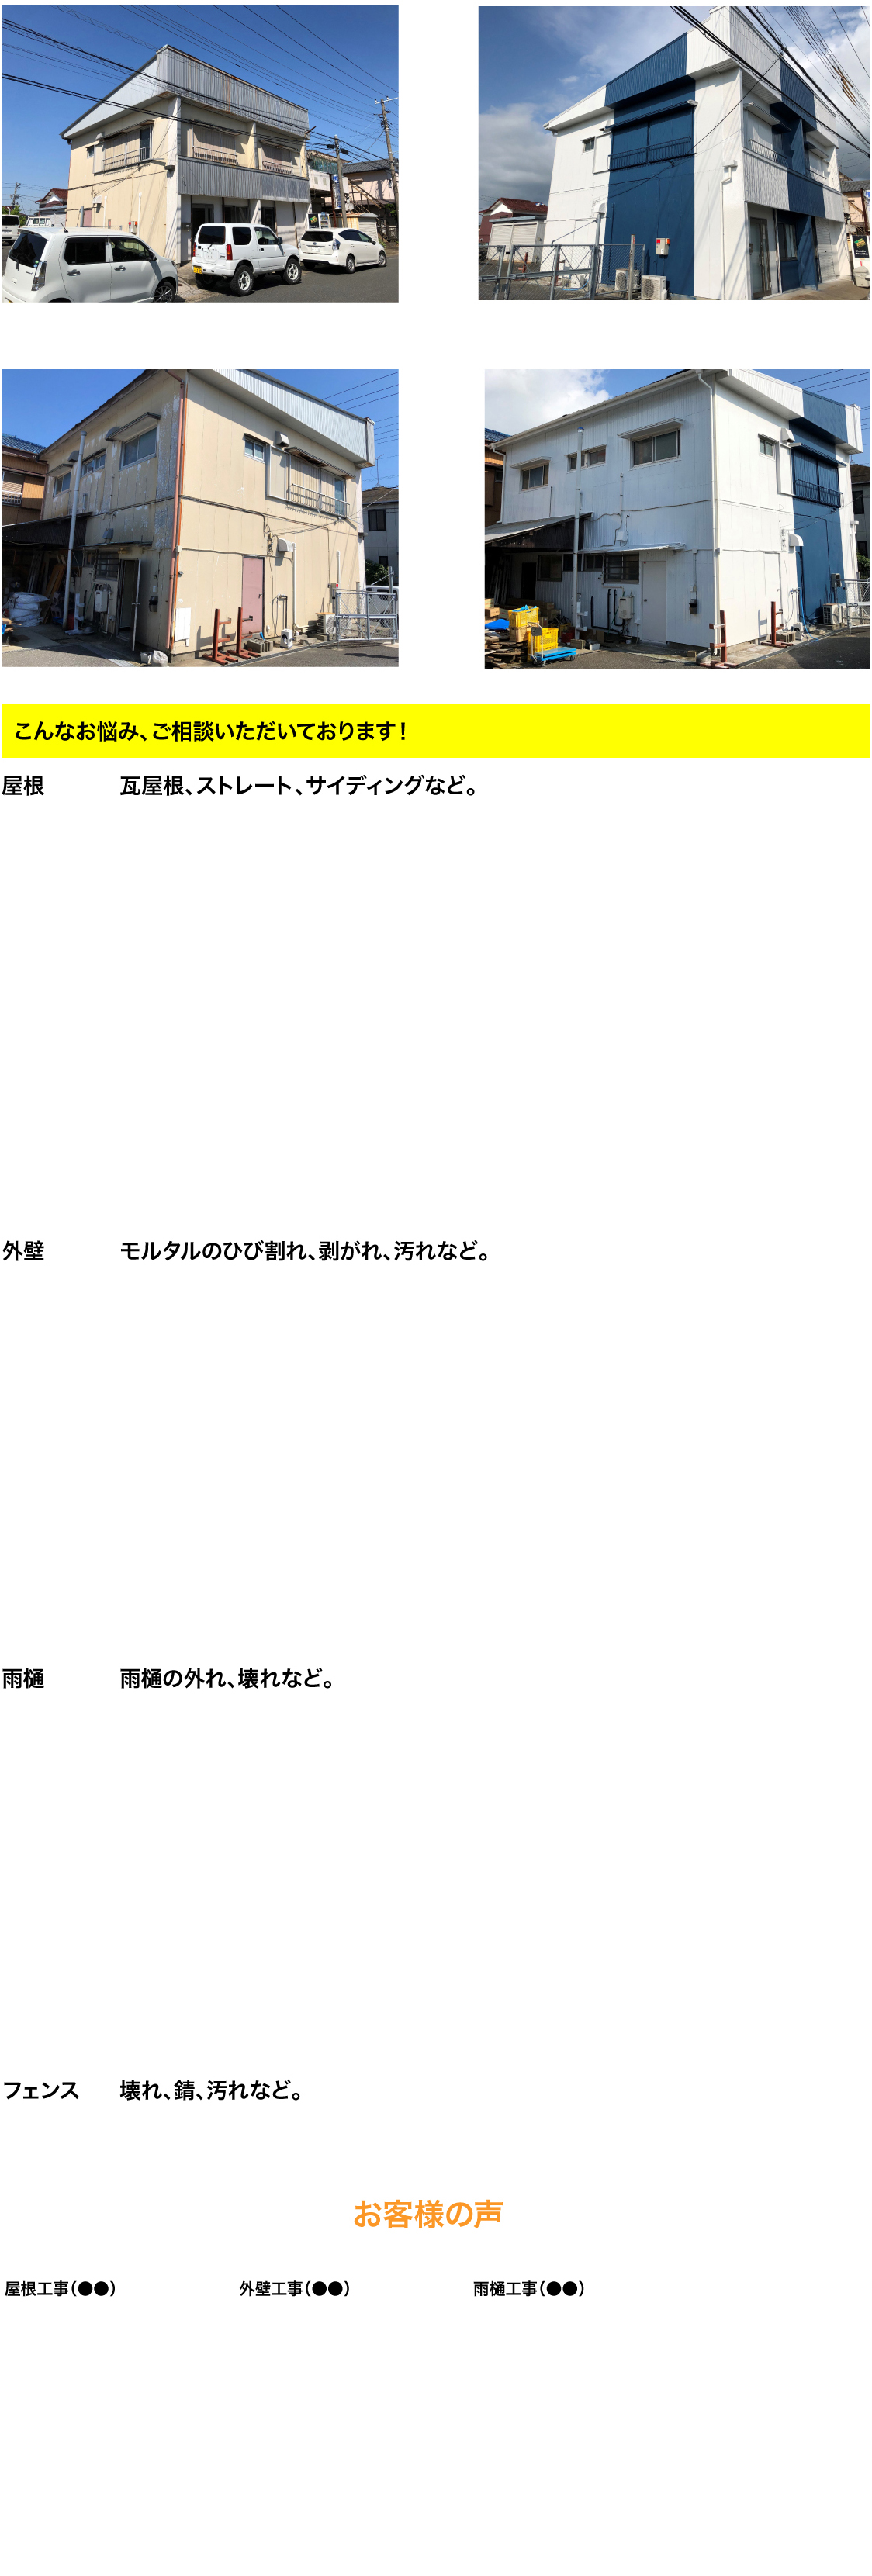 こんなお悩み、ご相談いただいております！
屋根 瓦屋根、ストレート、サイディングなど。
外壁 モルタルのひび割れ、剥がれ、汚れなど。
雨樋 雨樋の外れ、壊れなど。
フェンス 壊れ、錆、汚れなど。
お客様の声
屋根工事（●●） 外壁工事（●●） 雨樋工事（●●）